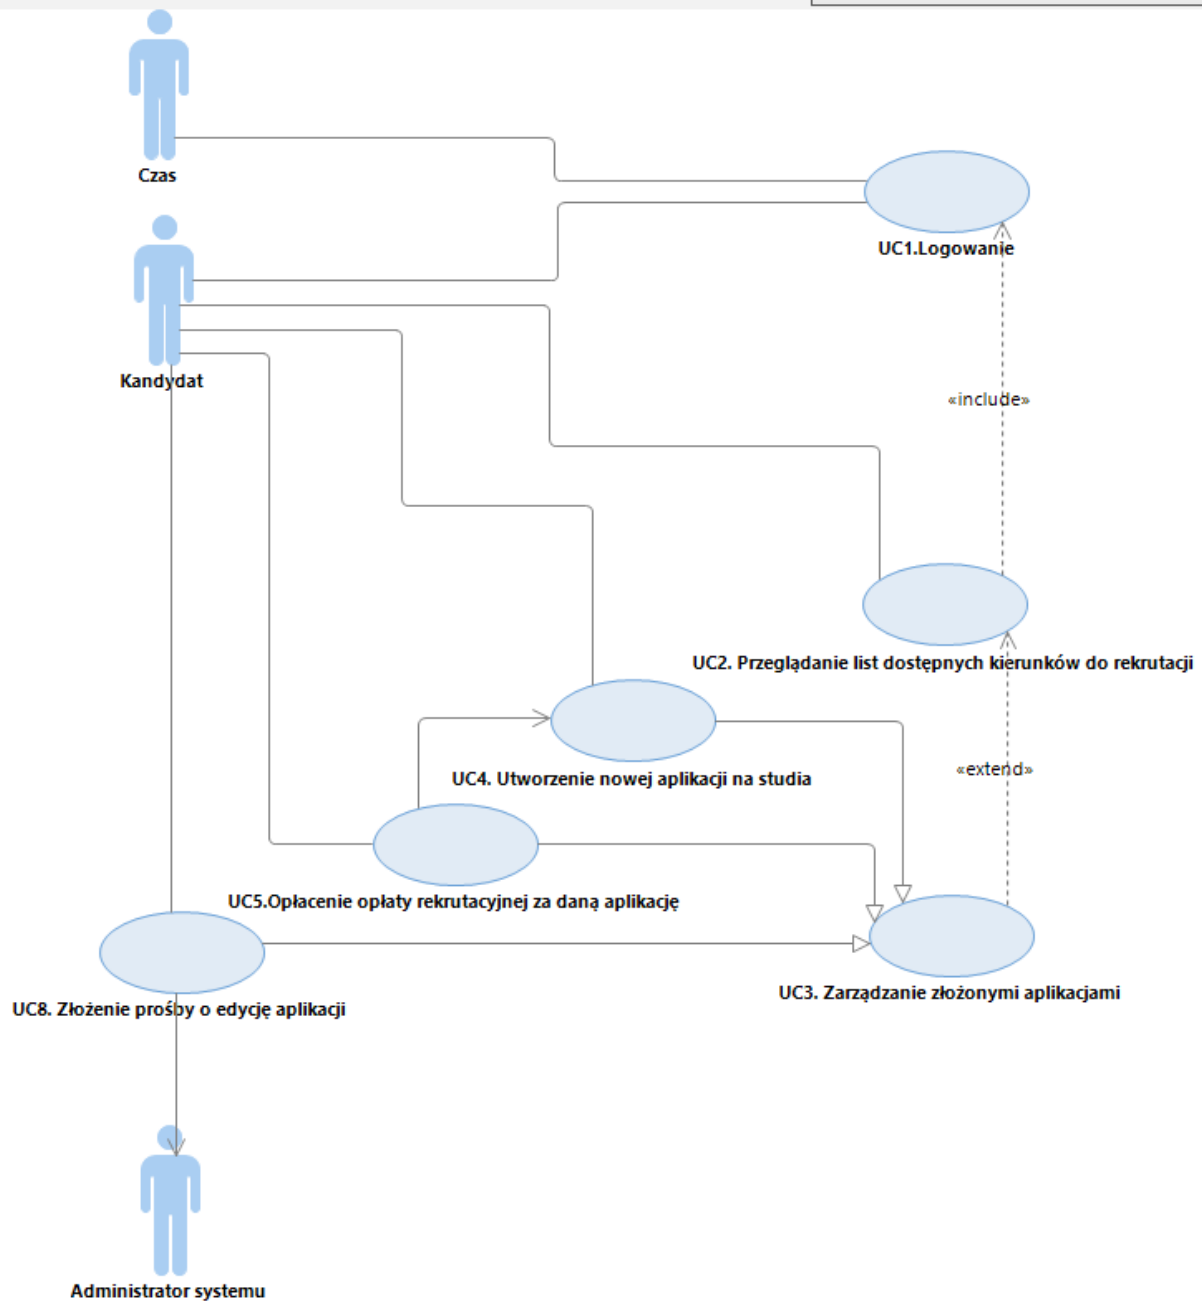 Czas
UC1.Logowanie
Kandydat
«include»
UC2. Przeglądanie list dostępnych kierunków do rekrutacji
«extend»
UC4. Utworzenie nowej aplikacji na studia
UC5.Opłacenie opłaty rekrutacyjnej za daną aplikację
UC3. Zarządzanie złożonymi aplikacjami
UC8. Złożenie prośby o edycję aplikacji
Administrator systemu